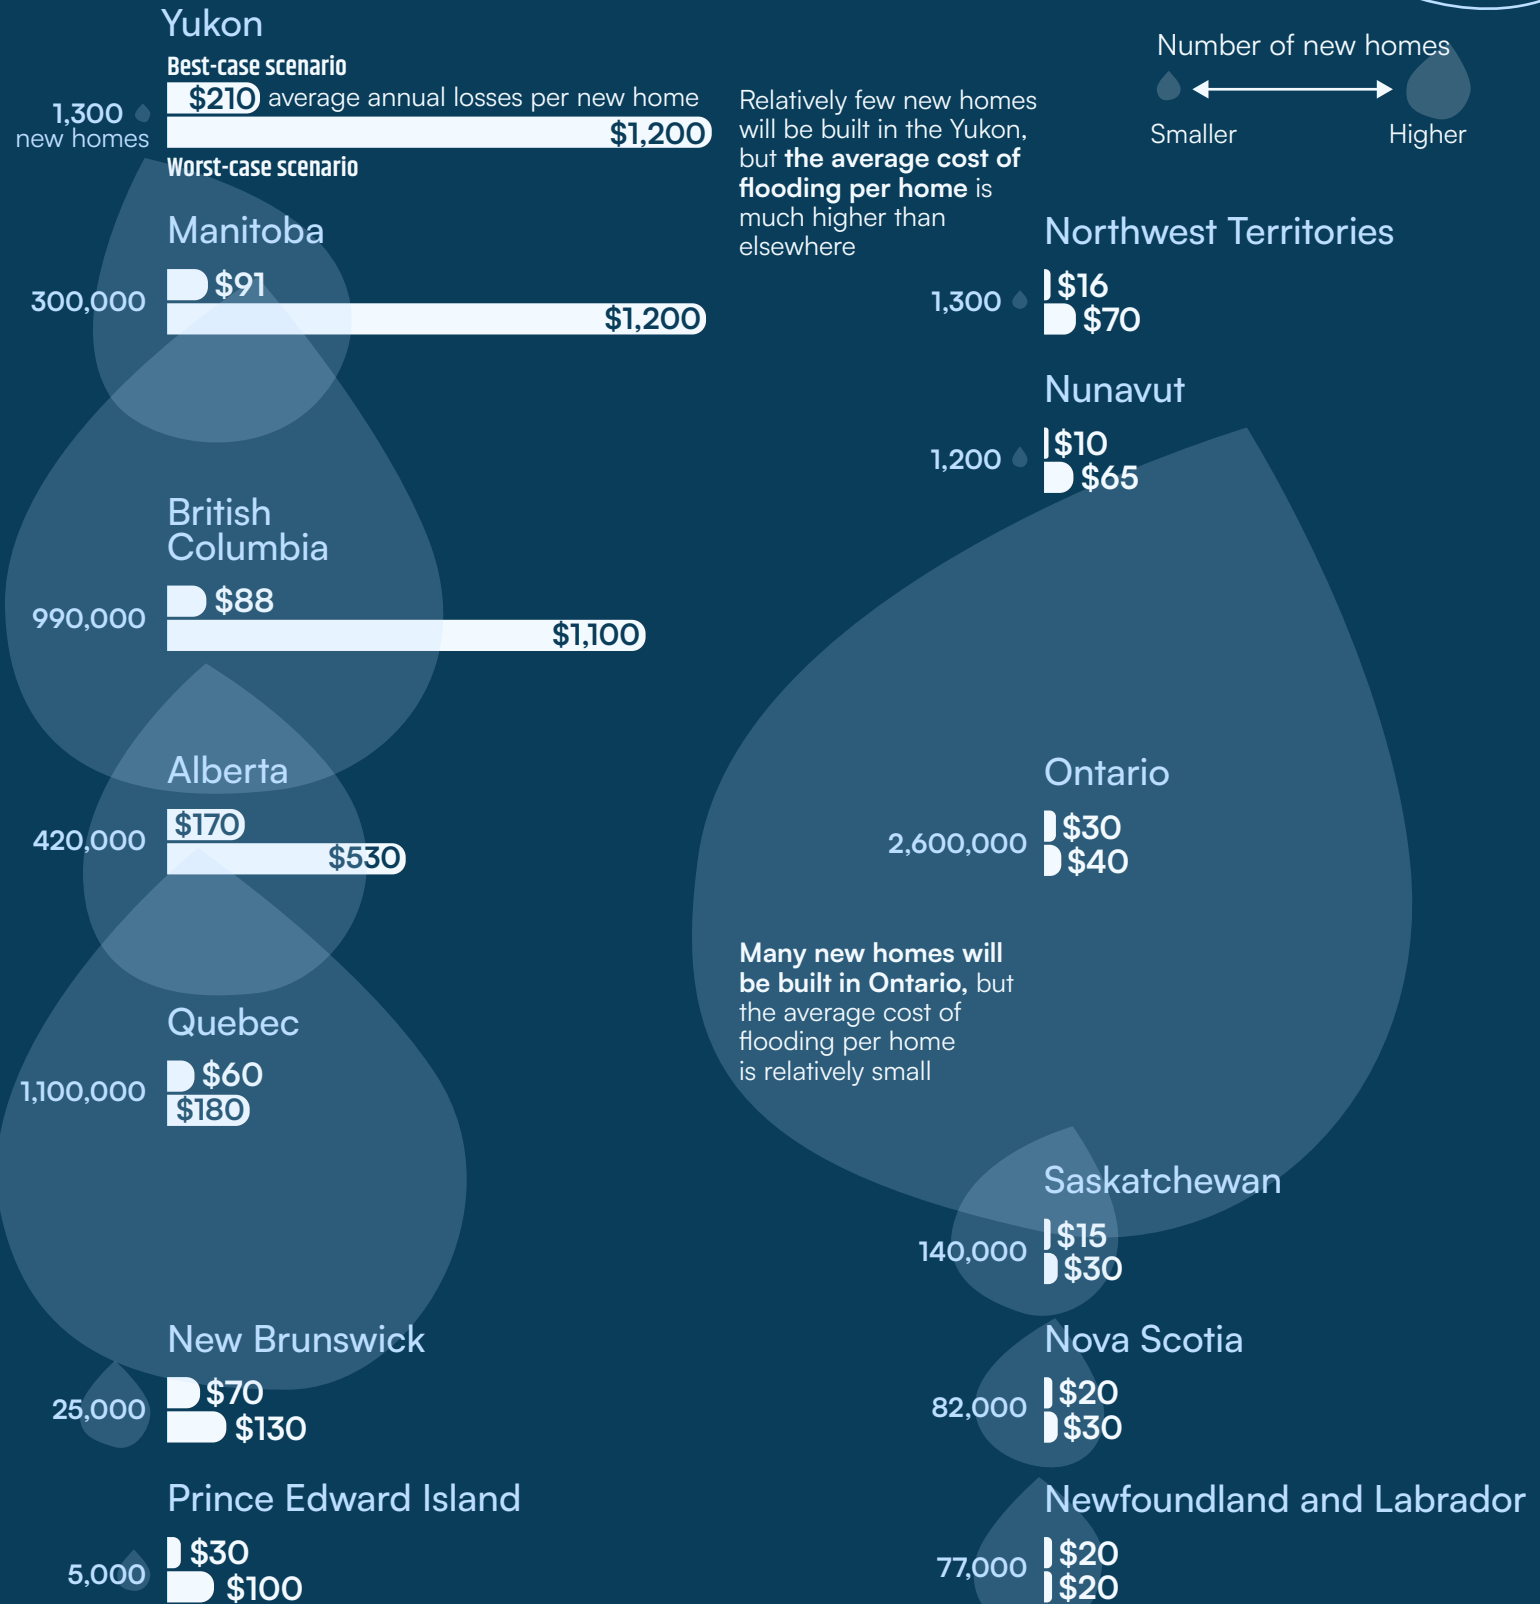 Yukon
Best-case scenario
$210 average annual losses per new home
1,300
new homes
$1,200
Worst-case scenario
Relatively few new homes
will be built in the Yukon,
but the average cost of
flooding per home is
much higher than
elsewhere
Number of new homes
Smaller
Higher
Manitoba
300,000
$91
$1,200
British
Columbia
990,000
$88
$1,100
Alberta
420,000
$170
$530
Quebec
1,100,000
$60
$180
New Brunswick
25,000
$70
$130
Prince Edward Island
5,000
$30
$100
Northwest Territories
1,300
$16
$70
Nunavut
1,200
$10
$65
Ontario
2,600,000
$30
$40
Many new homes will
be built in Ontario, but
the average cost of
flooding per home
is relatively small
Saskatchewan
140,000
$15
$30
Nova Scotia
82,000
$20
$30
Newfoundland and Labrador
77,000
$20
$20